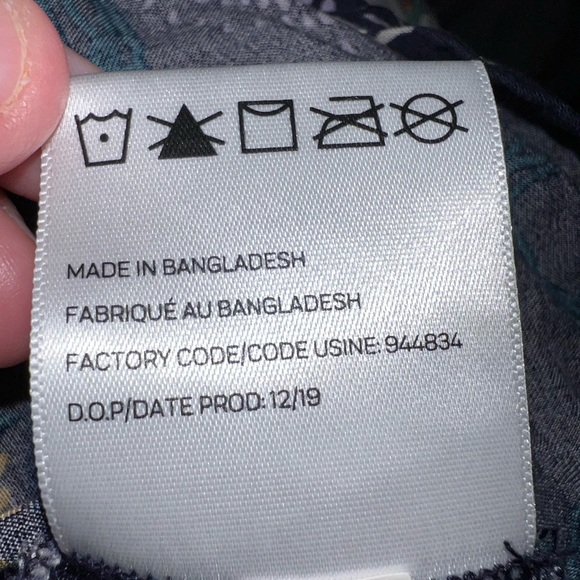 MADE IN BANGLADESH
FABRIQUÉ AU BANGLADESH
FACTORY CODE/CODE USINE: 944834
D.O.P/DATE PROD: 12/19